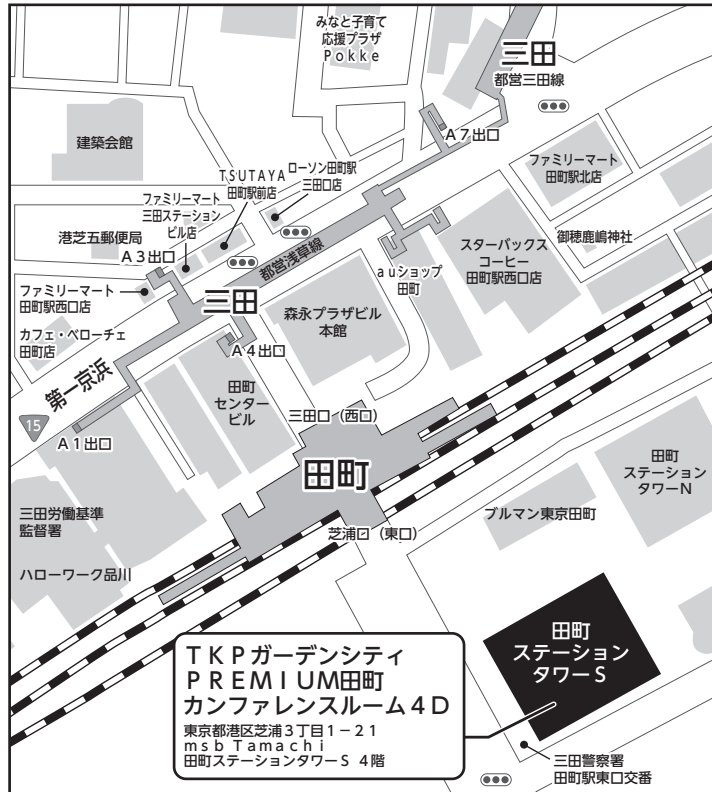 みなと子育て
応援プラザ
Pokke
三田
都営三田線
建築会館
A7出口
ファミリーマート
田町駅北店
TSUTAYA
田町駅前店
ローソン田町駅
三田口店
ファミリーマート
三田ステーション
ビル店
港芝五郵便局
A3出口
都営浅草線
御穂鹿嶋神社
スターバックス
コーヒー
田町駅西口店
auショップ
田町
ファミリーマート
田町駅西口店
三田
森永プラザビル
本館
カフェ・ベローチェ
田町店
A4出口
第一京浜
15
A1出口
田町
センター
ビル
三田口（西口）
田町
田町
ステーション
タワーN
三田労働基準
監督署
プルマン東京田町
芝浦口（東口）
ハローワーク品川
田町
ステーション
タワーS
TKPガーデンシティ
PREMIUM田町
カンファレンスルーム4D
東京都港区芝浦3丁目1－21
msb Tamachi
田町ステーションタワーS 4階
三田警察署
田町駅東口交番